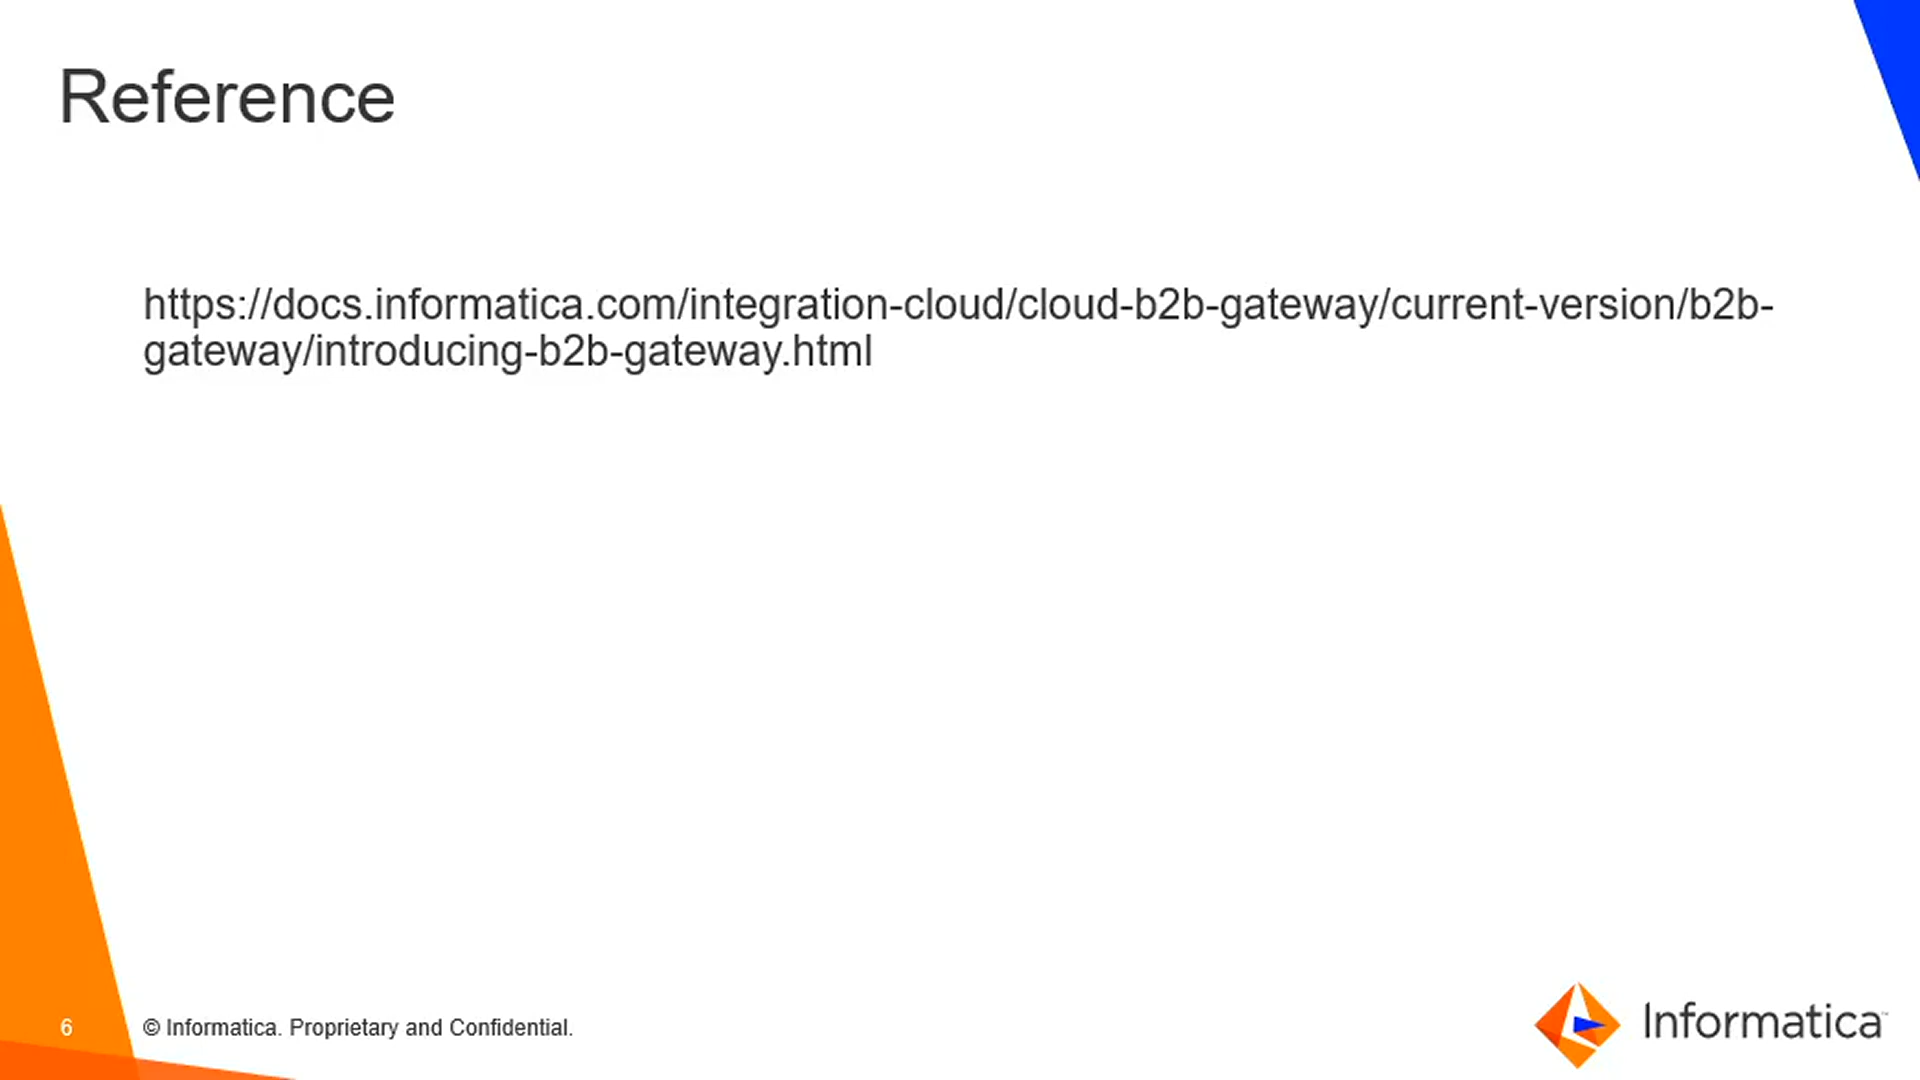 Reference
https://docs.informatica.com/integration-cloud/cloud-b2b-gateway/current-version/b2b-
gateway/introducing-b2b-gateway.html
6
© Informatica. Proprietary and Confidential.
Informatica™